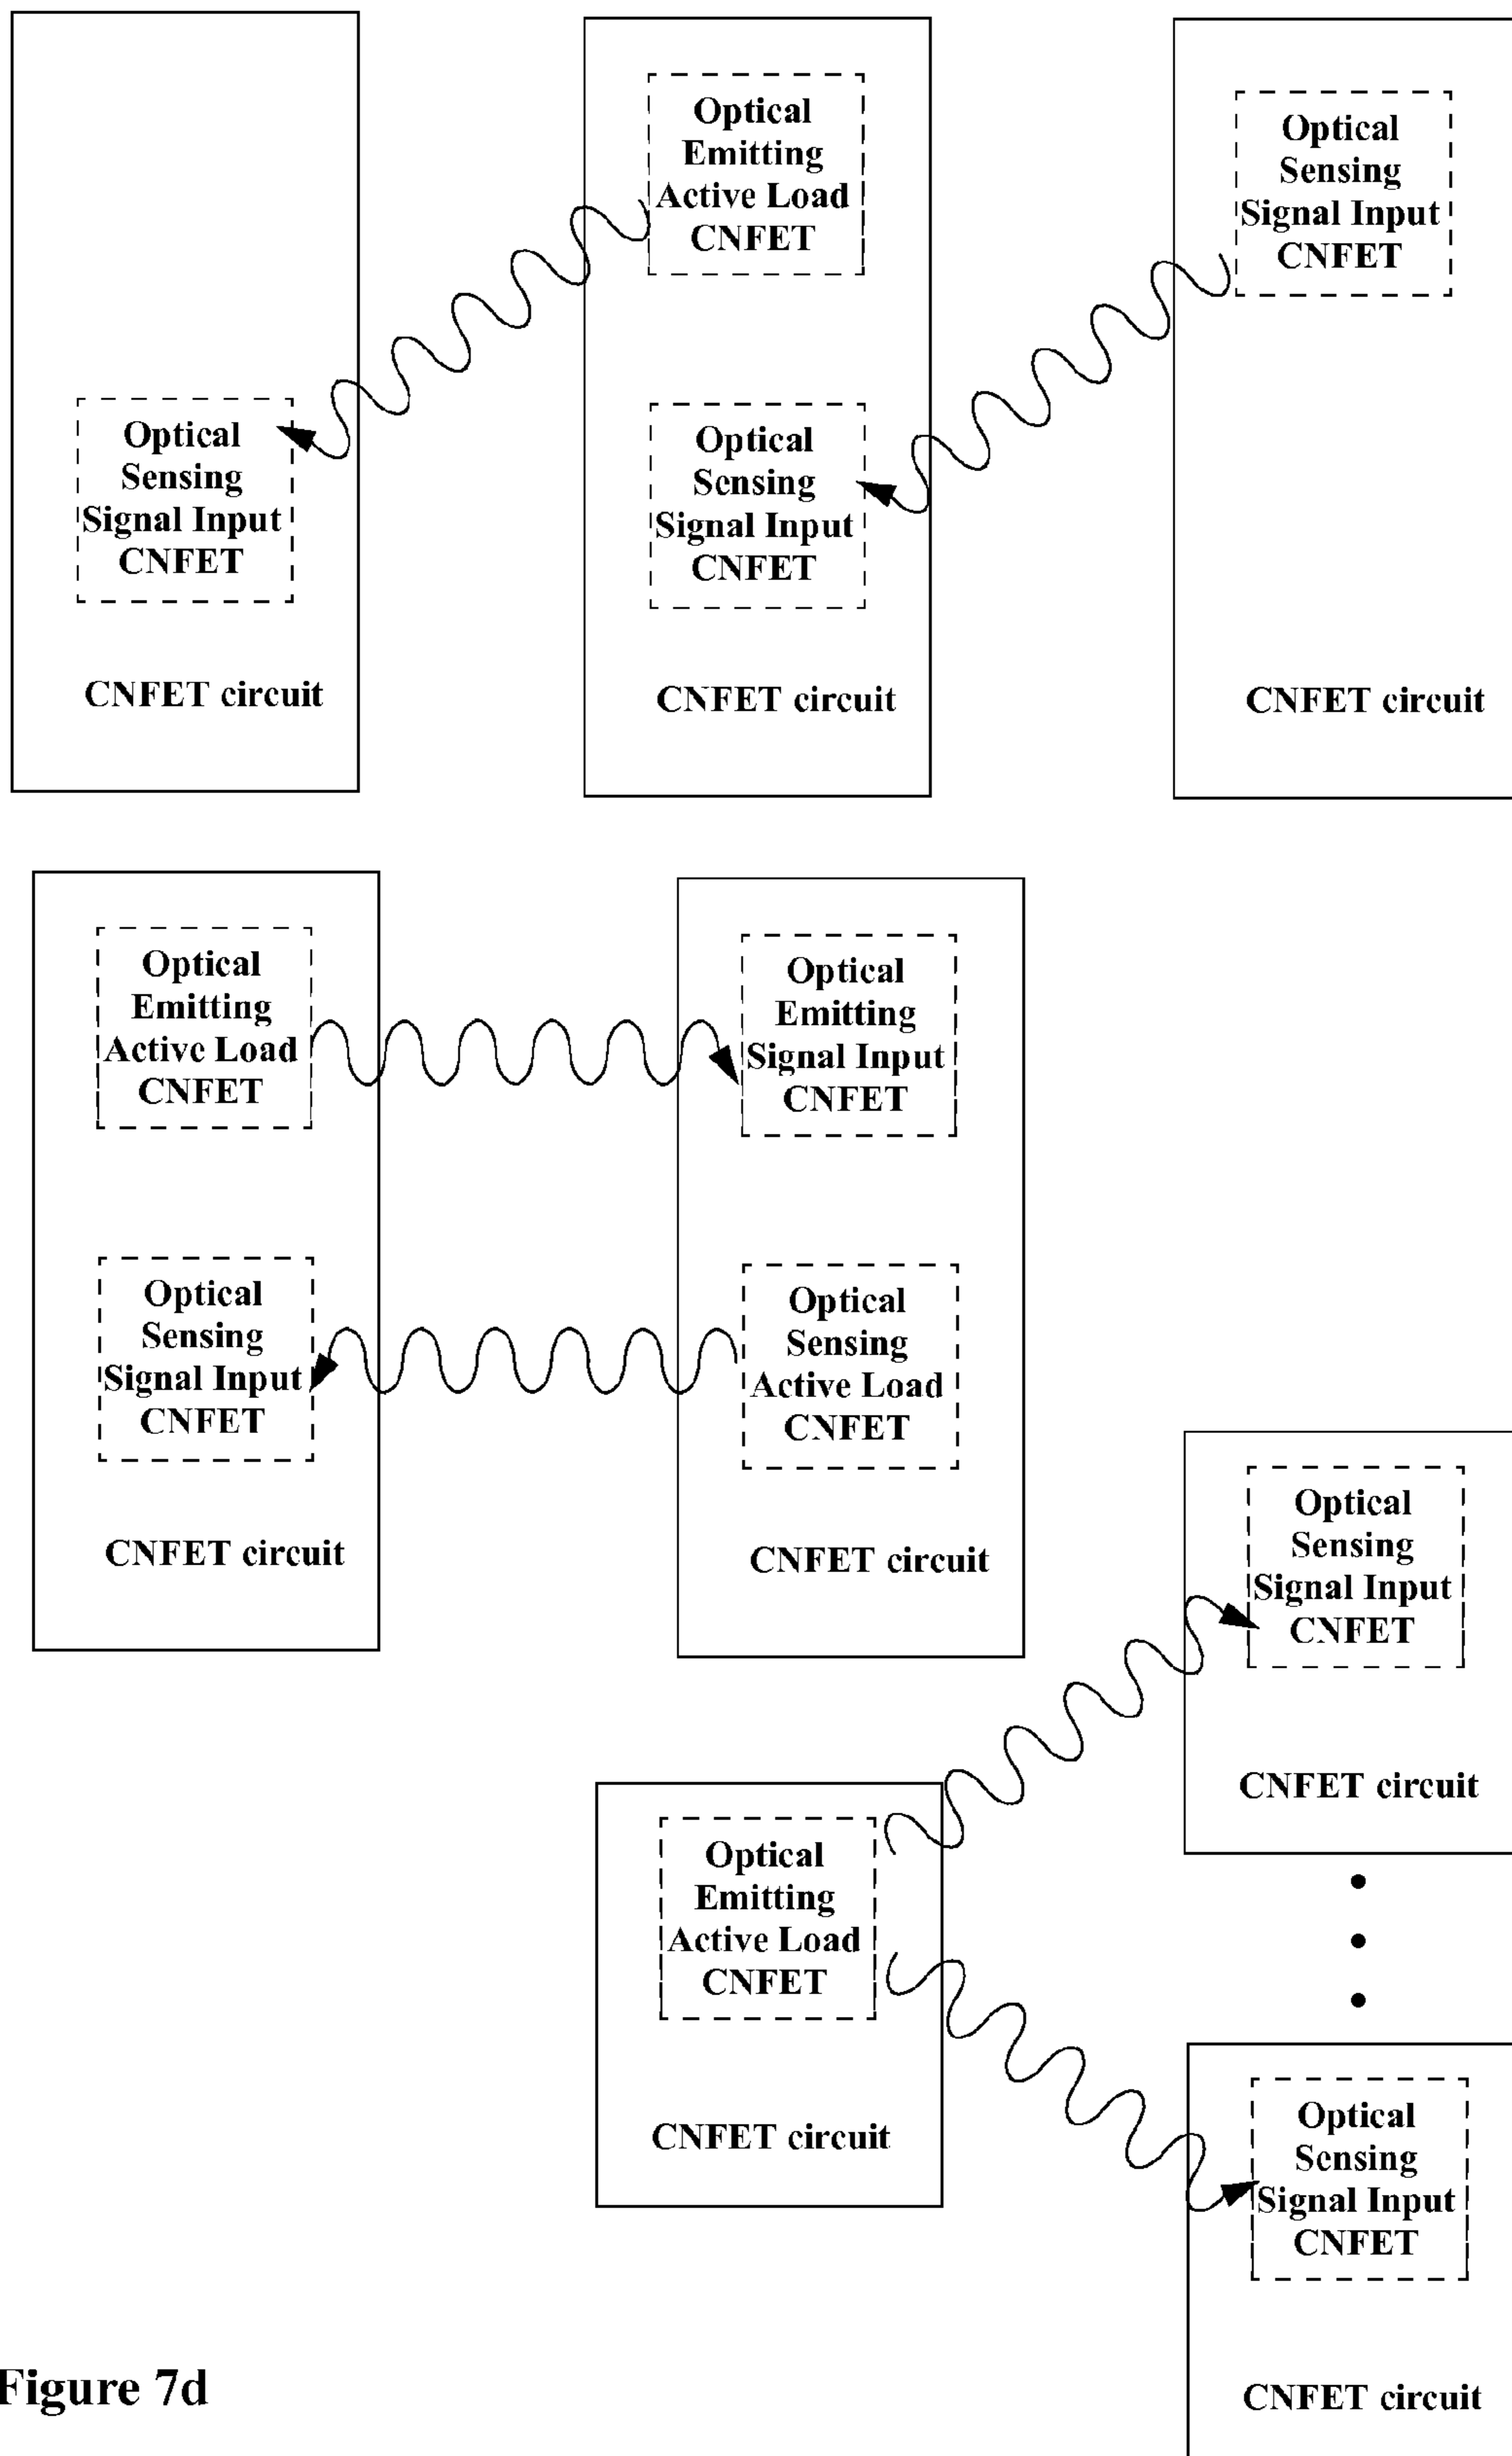 Optical
Emitting
Active Load
CNFET
Optical
Sensing
Signal Input
CNFET
Optical
Sensing
Signal Input
CNFET
Optical
Sensing
Signal Input
CNFET
CNFET circuit
CNFET circuit
CNFET circuit
Optical
Emitting
Active Load
CNFET
Optical
Emitting
Signal Input
CNFET
Optical
Sensing
Signal Input
CNFET
Optical
Sensing
Active Load
CNFET
CNFET circuit
CNFET circuit
Optical
Sensing
Signal Input
CNFET
CNFET circuit
Optical
Emitting
Active Load
CNFET
CNFET circuit
Optical
Sensing
Signal Input
CNFET
CNFET circuit
Figure 7d